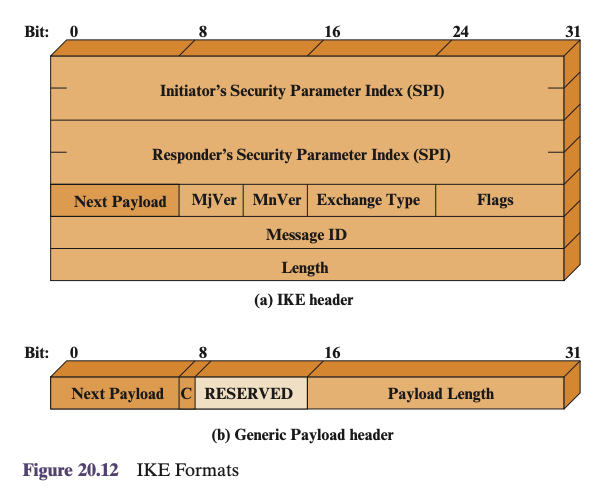 Bit: 0 8 16 24 31
Initiator's Security Parameter Index (SPI)
Responder's Security Parameter Index (SPI)
Next Payload MjVer MnVer Exchange Type Flags
Message ID
Length
(a) IKE header
Bit: 0 8 16 31
Next Payload C RESERVED Payload Length
(b) Generic Payload header
Figure 20.12 IKE Formats